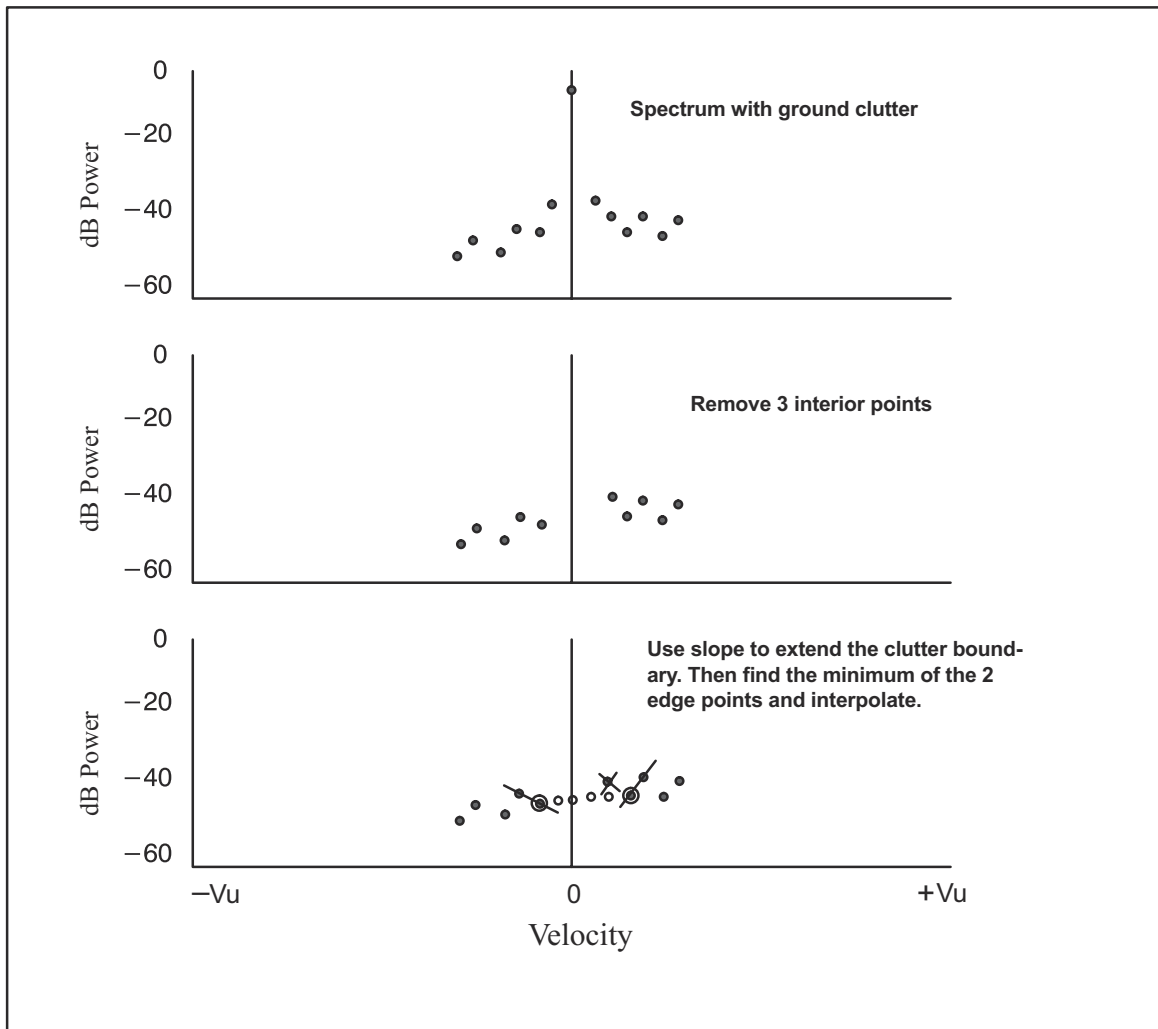 0
Spectrum with ground clutter
−20
dB Power
−40
−60
0
Remove 3 interior points
−20
dB Power
−40
−60
0
Use slope to extend the clutter bound-
ary. Then find the minimum of the 2
edge points and interpolate.
−20
dB Power
−40
−60
−Vu
0
+Vu
Velocity